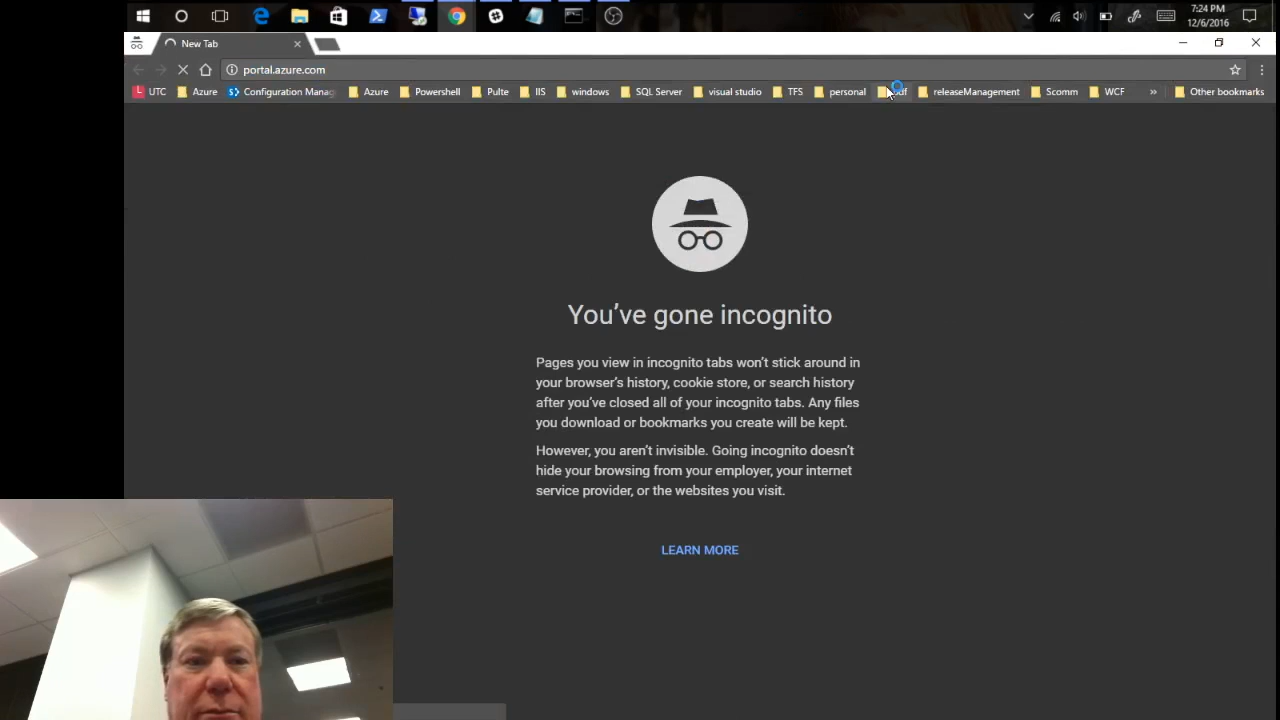 7:24 PM
12/6/2016
New Tab
portal.azure.com
UTC Azure Configuration Manag Azure Powershell Pulte IIS windows SQL Server visual studio TFS personal releaseManagement Scomm WCF » Other bookmarks
You've gone incognito
Pages you view in incognito tabs won't stick around in
your browser's history, cookie store, or search history
after you've closed all of your incognito tabs. Any files
you download or bookmarks you create will be kept.
However, you aren't invisible. Going incognito doesn't
hide your browsing from your employer, your internet
service provider, or the websites you visit.
LEARN MORE